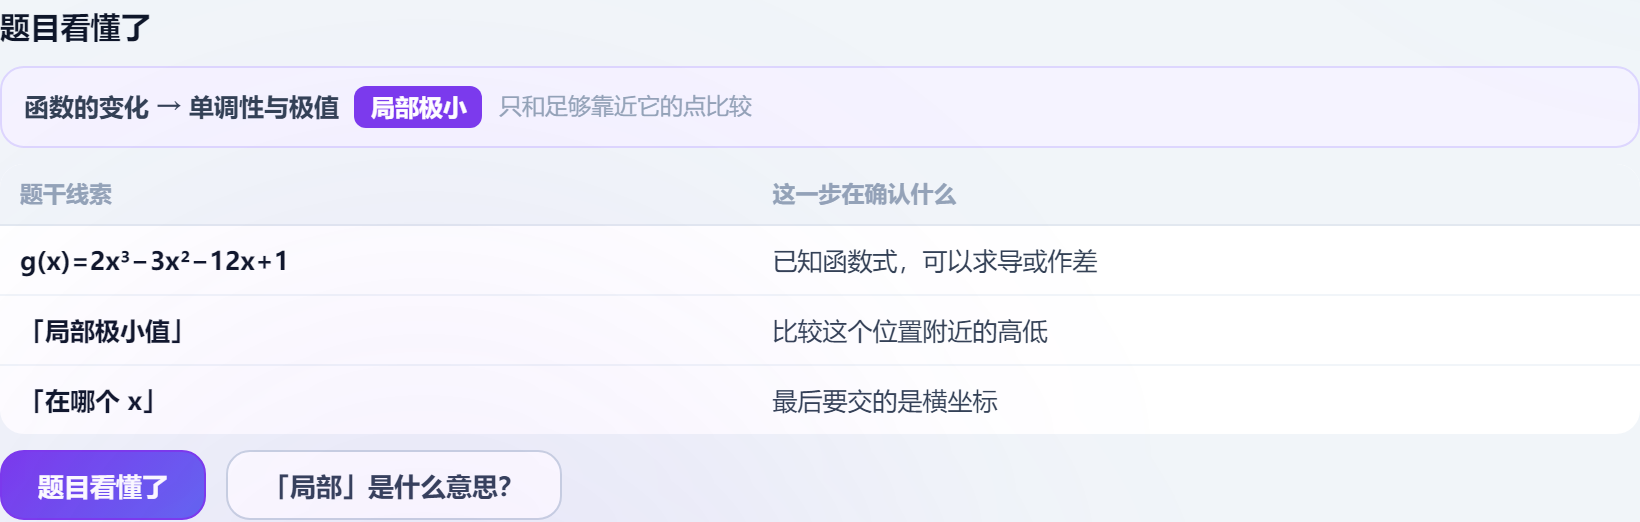 题目看懂了
函数的变化 → 单调性与极值 局部极小 只和足够靠近它的点比较
题干线索 这一步在确认什么
g(x)=2x³−3x²−12x+1 已知函数式，可以求导或作差
「局部极小值」 比较这个位置附近的高低
「在哪个 x」 最后要交的是横坐标
题目看懂了 「局部」是什么意思？